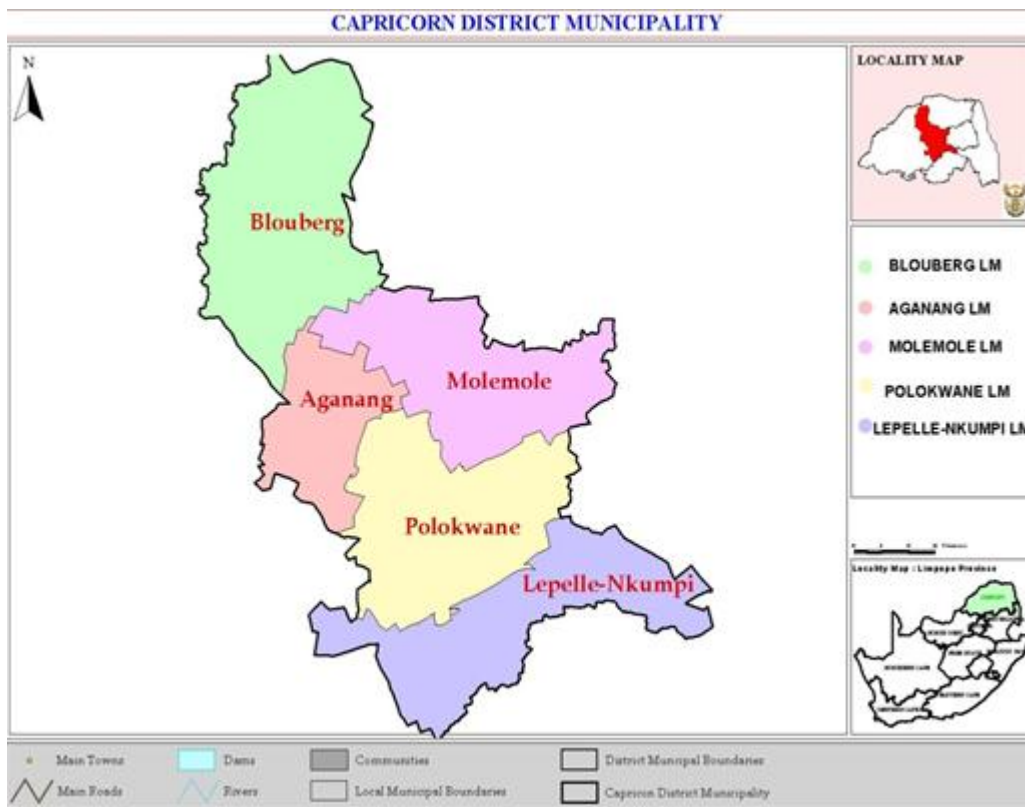 CAPRICORN DISTRICT MUNICIPALITY
N
Blouberg
Aganang
Molemole
Polokwane
Lepelle-Nkumpi
LOCALITY MAP
BLOUBERG LM
AGANANG LM
MOLEMOLE LM
POLOKWANE LM
LEPELLE-NKUMPI LM
Locality Map : Limpopo Province
Main Towns
Dams
Communities
District Muncipal Boundaries
Main Roads
Rivers
Local Municipal Boundaries
Capricon District Municipality